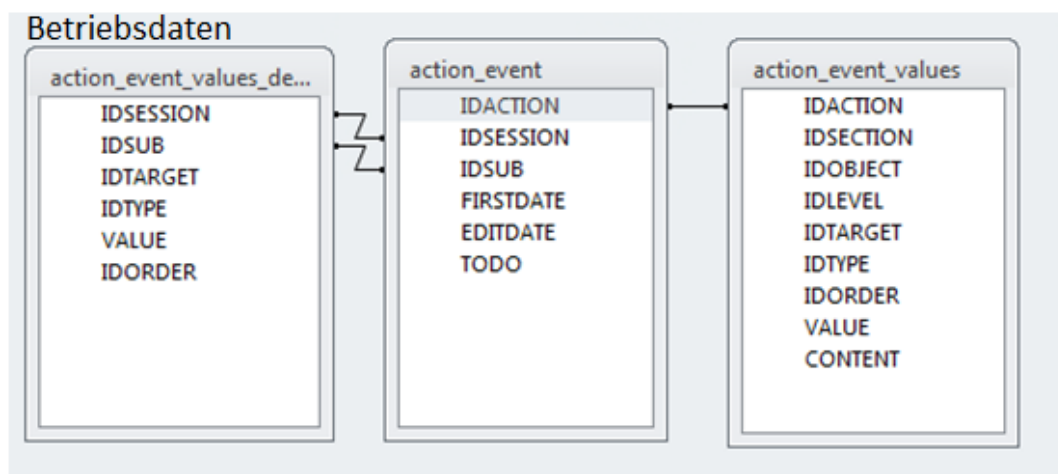 Betriebsdaten
action_event_values_de...
IDSESSION
IDSUB
IDTARGET
IDTYPE
VALUE
IDORDER
action_event
IDACTION
IDSESSION
IDSUB
FIRSTDATE
EDITDATE
TODO
action_event_values
IDACTION
IDSECTION
IDOBJECT
IDLEVEL
IDTARGET
IDTYPE
IDORDER
VALUE
CONTENT